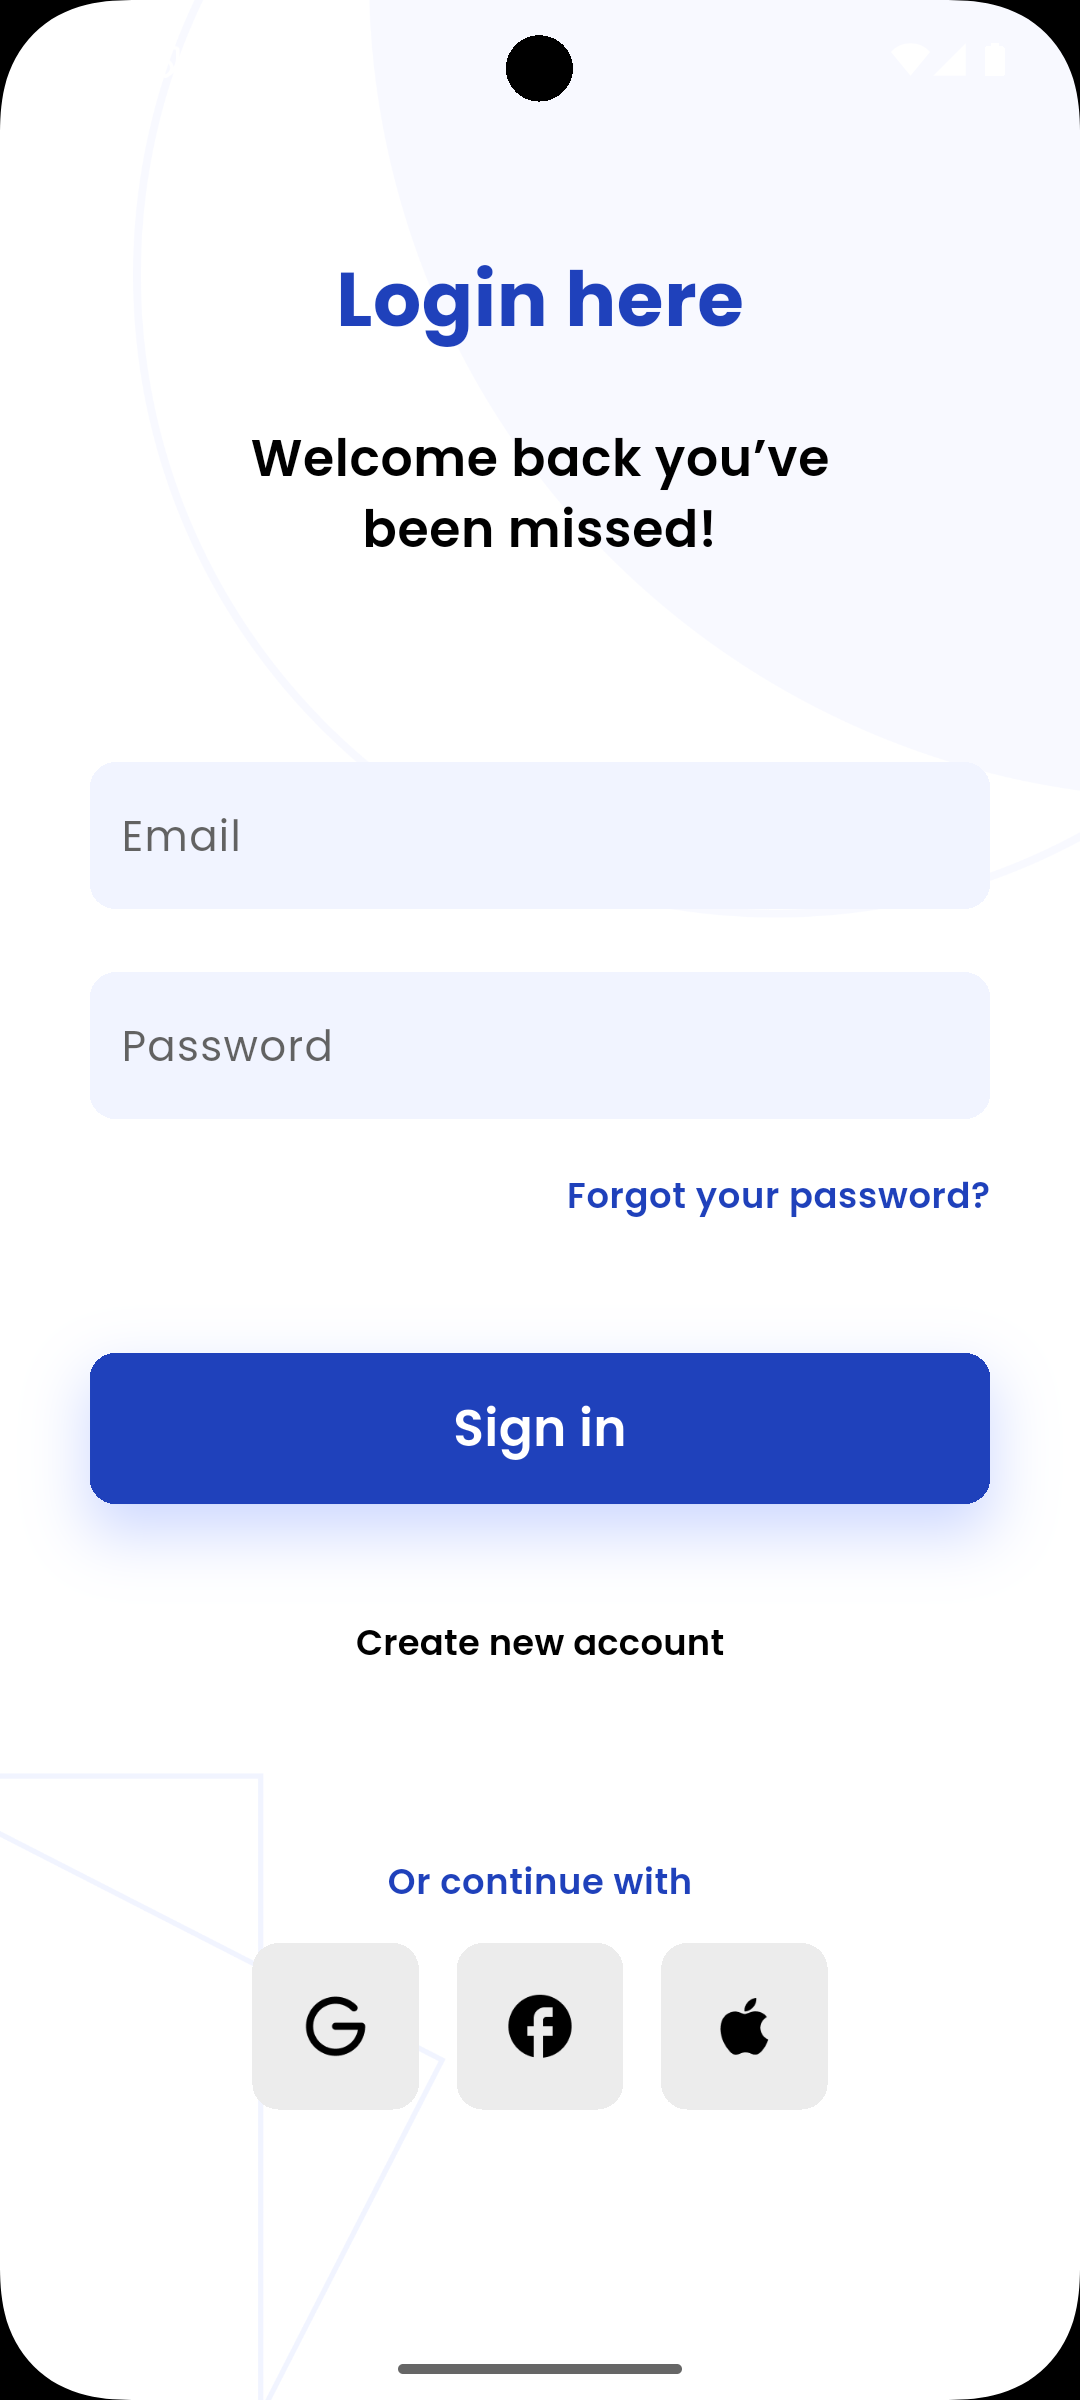 Login here
Welcome back you’ve
been missed!
Email
Password
Forgot your password?
Sign in
Create new account
Or continue with